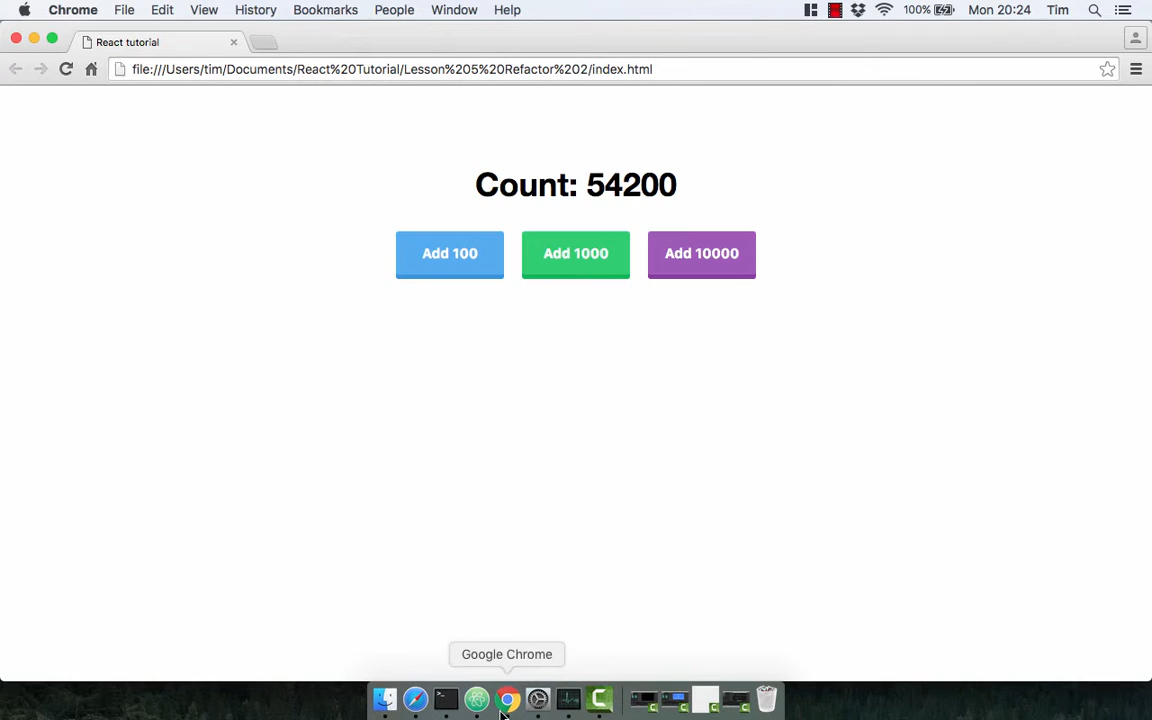 Chrome File Edit View History Bookmarks People Window Help 100% Mon 20:24 Tim
React tutorial
file:///Users/tim/Documents/React%20Tutorial/Lesson%205%20Refactor%202/index.html
Count: 54200
Add 100 Add 1000 Add 10000
Google Chrome